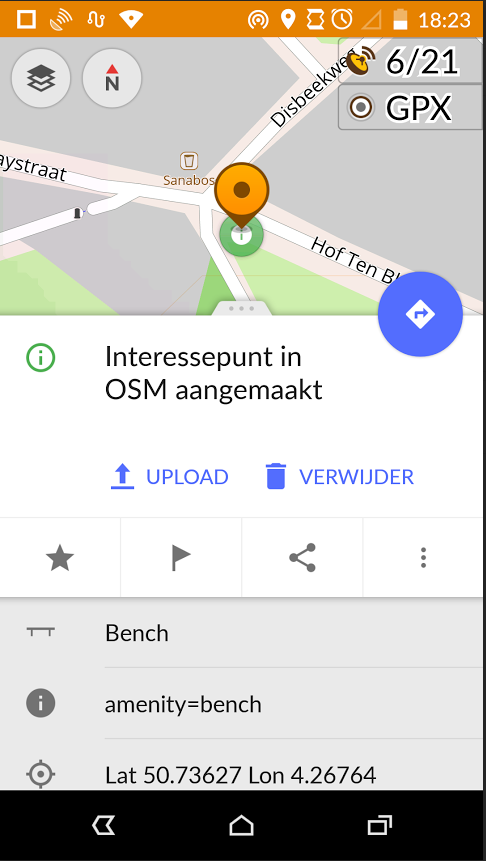 18:23
6/21
GPX
N
Disbeekweg
aystraat
Sanabos
Hof Ten Bl
Interessepunt in
OSM aangemaakt
UPLOAD
VERWIJDER
Bench
amenity=bench
Lat 50.73627 Lon 4.26764